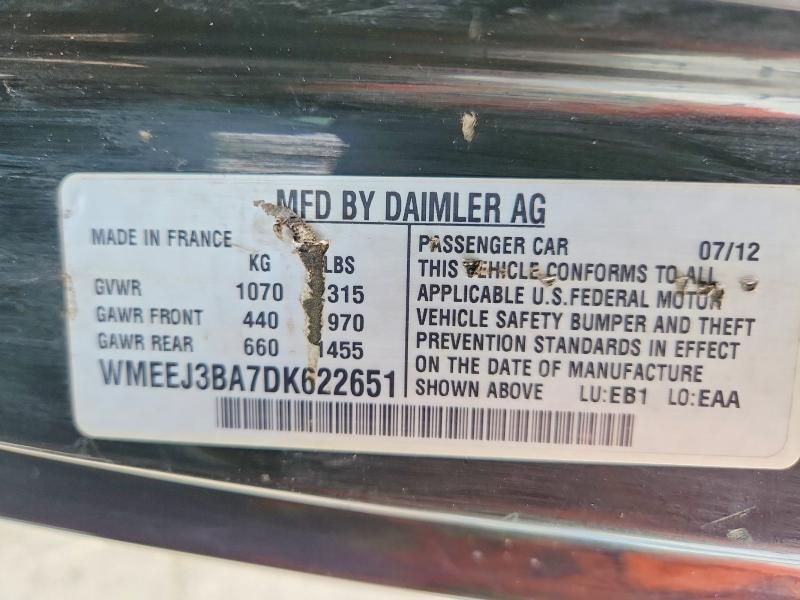 MFD BY DAIMLER AG
MADE IN FRANCE
KG LBS
GVWR 1070 315
GAWR FRONT 440 970
GAWR REAR 660 1455
WMEEJ3BA7DK622651
PASSENGER CAR 07/12
THIS VEHICLE CONFORMS TO ALL
APPLICABLE U.S.FEDERAL MOTOR
VEHICLE SAFETY BUMPER AND THEFT
PREVENTION STANDARDS IN EFFECT
ON THE DATE OF MANUFACTURE
SHOWN ABOVE LU:EB1 LO:EAA